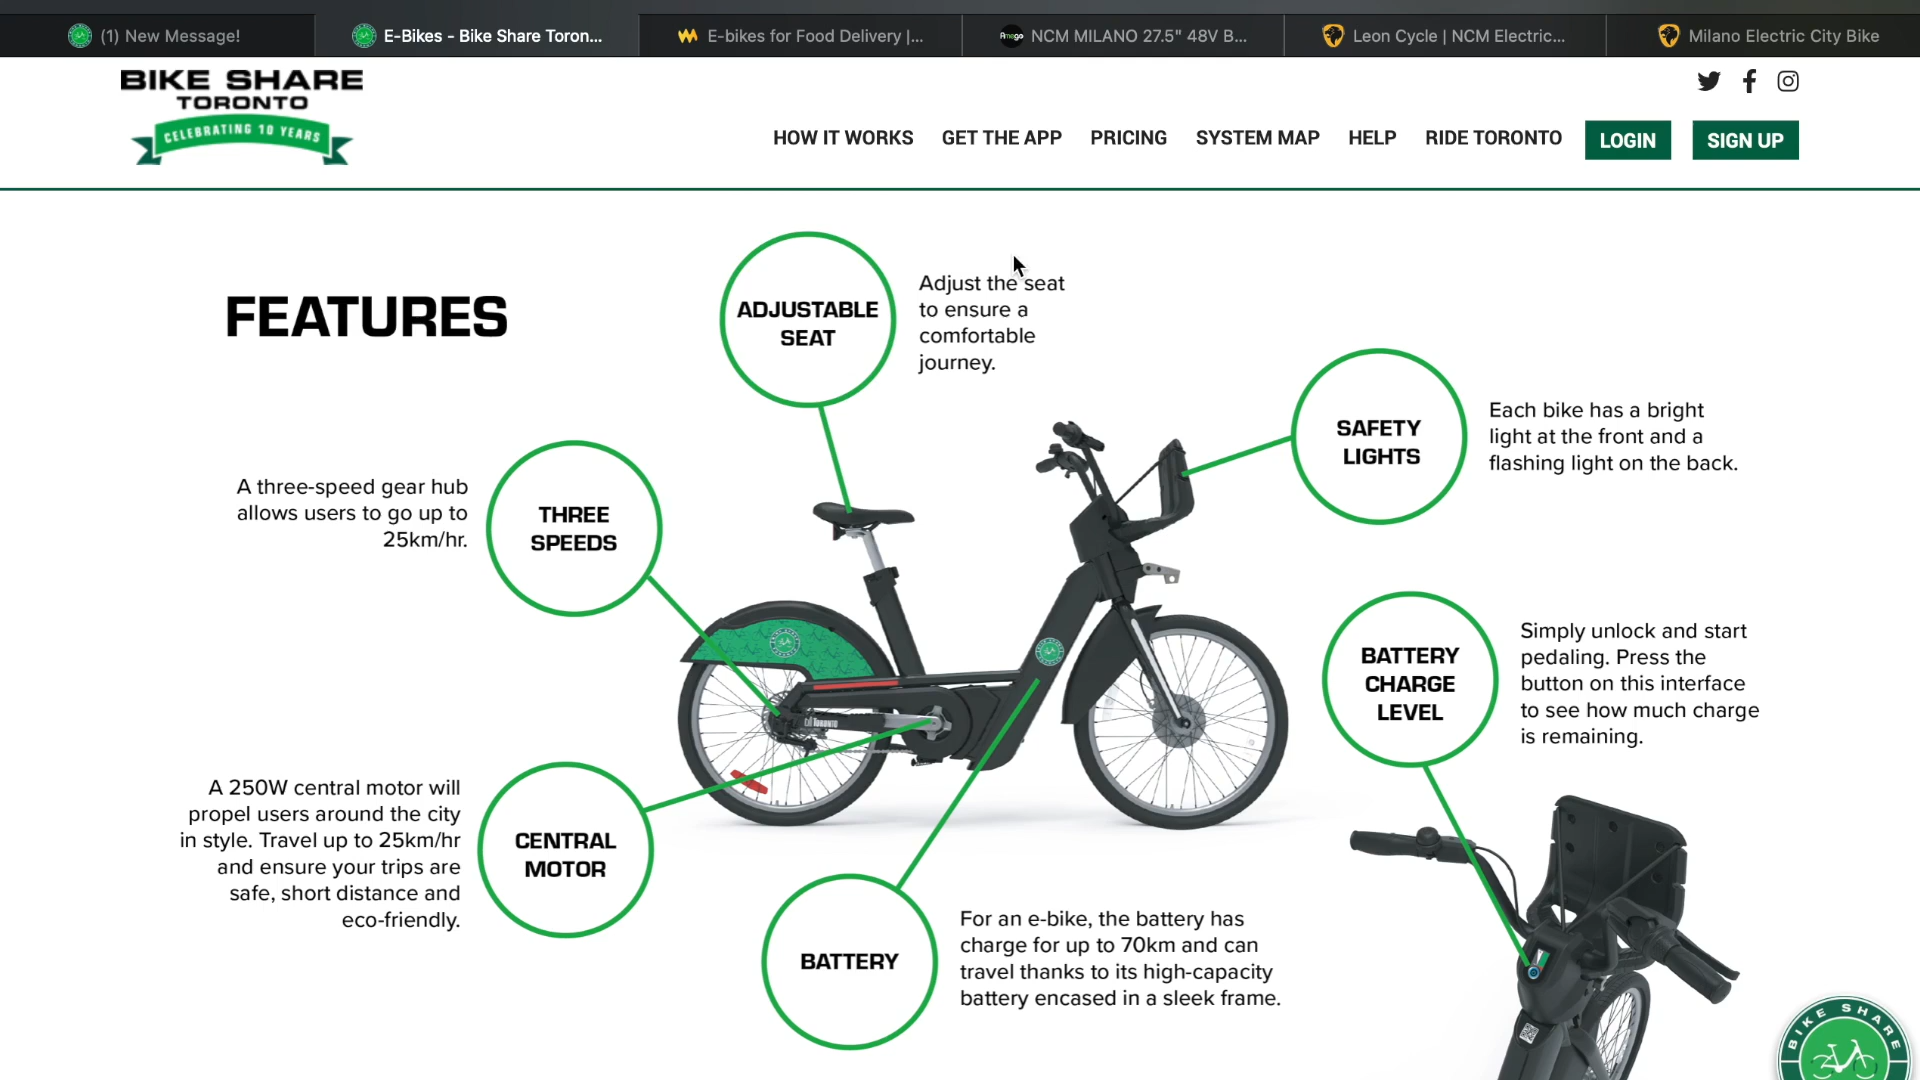 (1) New Message!
E-Bikes - Bike Share Toron...
E-bikes for Food Delivery |...
Amego
NCM MILANO 27.5" 48V B...
Leon Cycle | NCM Electric...
Milano Electric City Bike
BIKE SHARE
TORONTO
CELEBRATING 10 YEARS
HOW IT WORKS GET THE APP PRICING SYSTEM MAP HELP RIDE TORONTO LOGIN SIGN UP
FEATURES
ADJUSTABLE
SEAT
Adjust the seat
to ensure a
comfortable
journey.
SAFETY
LIGHTS
Each bike has a bright
light at the front and a
flashing light on the back.
A three-speed gear hub
allows users to go up to
25km/hr.
THREE
SPEEDS
BATTERY
CHARGE
LEVEL
Simply unlock and start
pedaling. Press the
button on this interface
to see how much charge
is remaining.
TORONTO
A 250W central motor will
propel users around the city
in style. Travel up to 25km/hr
and ensure your trips are
safe, short distance and
eco-friendly.
CENTRAL
MOTOR
BATTERY
For an e-bike, the battery has
charge for up to 70km and can
travel thanks to its high-capacity
battery encased in a sleek frame.
BIKE SHARE